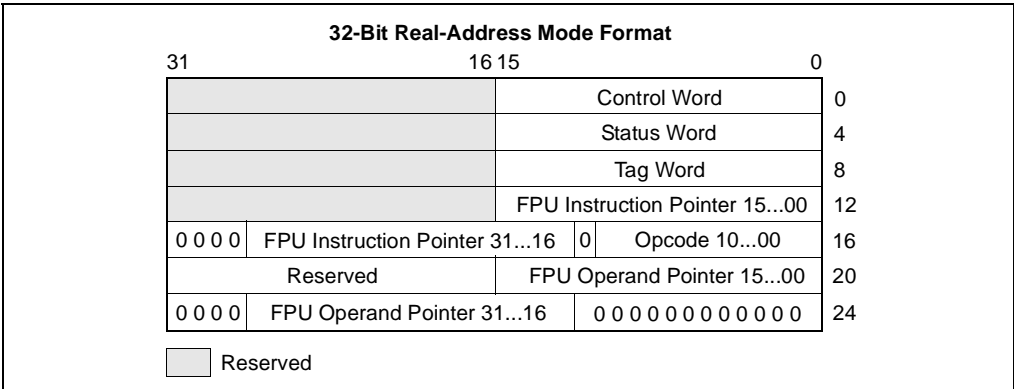 32-Bit Real-Address Mode Format
31 16 15 0
Control Word 0
Status Word 4
Tag Word 8
FPU Instruction Pointer 15...00 12
0 0 0 0 FPU Instruction Pointer 31...16 0 Opcode 10...00 16
Reserved FPU Operand Pointer 15...00 20
0 0 0 0 FPU Operand Pointer 31...16 0 0 0 0 0 0 0 0 0 0 0 0 24
Reserved